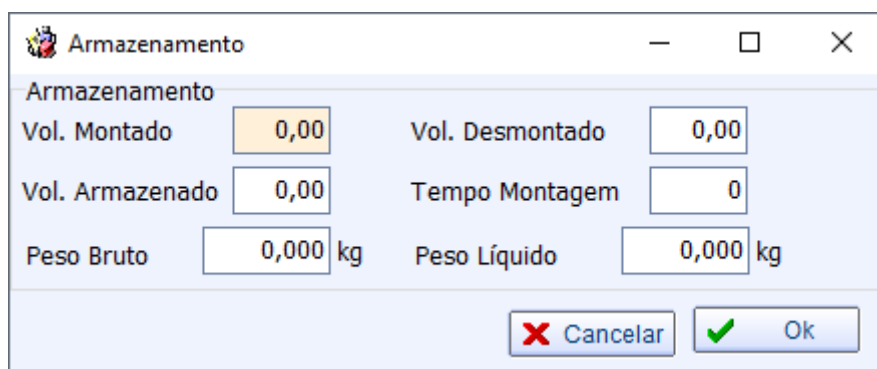 Armazenamento
Armazenamento
Vol. Montado 0,00 Vol. Desmontado 0,00
Vol. Armazenado 0,00 Tempo Montagem 0
Peso Bruto 0,000 kg Peso Líquido 0,000 kg
Cancelar Ok